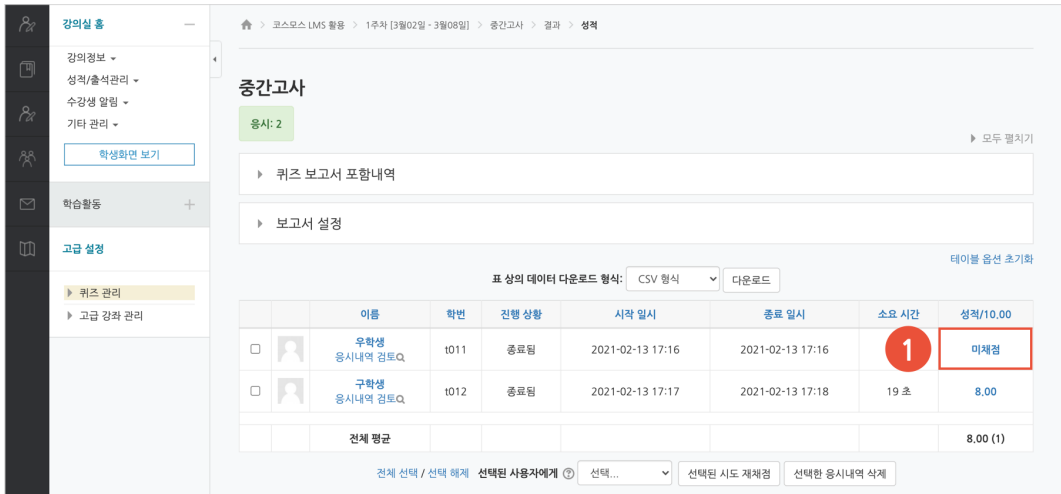 강의실 홈
강의정보
성적/출석관리
수강생 알림
기타 관리
학생화면 보기
학습활동
고급 설정
퀴즈 관리
고급 강좌 관리
코스모스 LMS 활용 > 1주차 [3월02일 - 3월08일] > 중간고사 > 결과 > 성적
중간고사
응시: 2
모두 펼치기
퀴즈 보고서 포함내역
보고서 설정
테이블 옵션 초기화
표 상의 데이터 다운로드 형식: CSV 형식 다운로드
이름 학번 진행 상황 시작 일시 종료 일시 소요 시간 성적/10.00
우학생
응시내역 검토 t011 종료됨 2021-02-13 17:16 2021-02-13 17:16 1 미채점
구학생
응시내역 검토 t012 종료됨 2021-02-13 17:17 2021-02-13 17:18 19 초 8.00
전체 평균 8.00 (1)
전체 선택 / 선택 해제 선택된 사용자에게 선택... 선택된 시도 재채점 선택한 응시내역 삭제